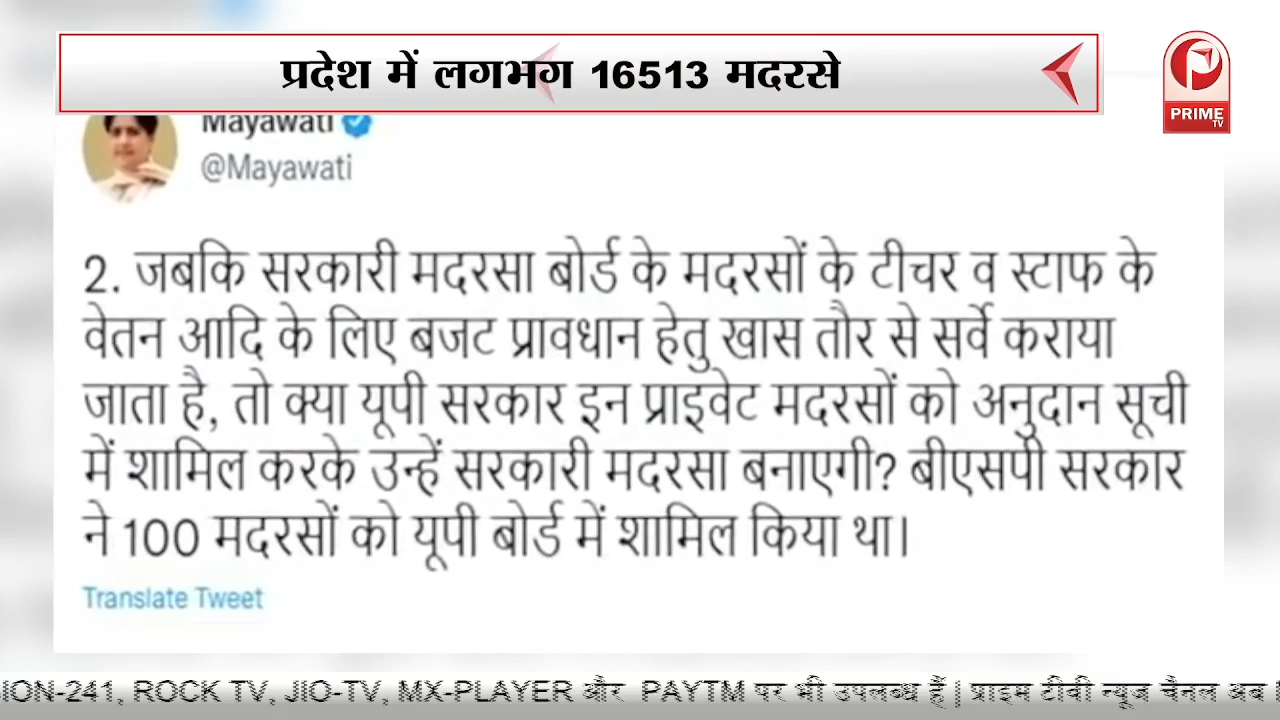 प्रदेश में लगभग 16513 मदरसे
PRIME
TV
Mayawati
@Mayawati
2. जबकि सरकारी मदरसा बोर्ड के मदरसों के टीचर व स्टाफ के
वेतन आदि के लिए बजट प्रावधान हेतु खास तौर से सर्वे कराया
जाता है, तो क्या यूपी सरकार इन प्राइवेट मदरसों को अनुदान सूची
में शामिल करके उन्हें सरकारी मदरसा बनाएगी? बीएसपी सरकार
ने 100 मदरसों को यूपी बोर्ड में शामिल किया था।
Translate Tweet
SION-241, ROCK TV, JIO-TV, MX-PLAYER और PAYTM पर भी उपलब्ध हैं | प्राइम टीवी न्यूज चैनल अब